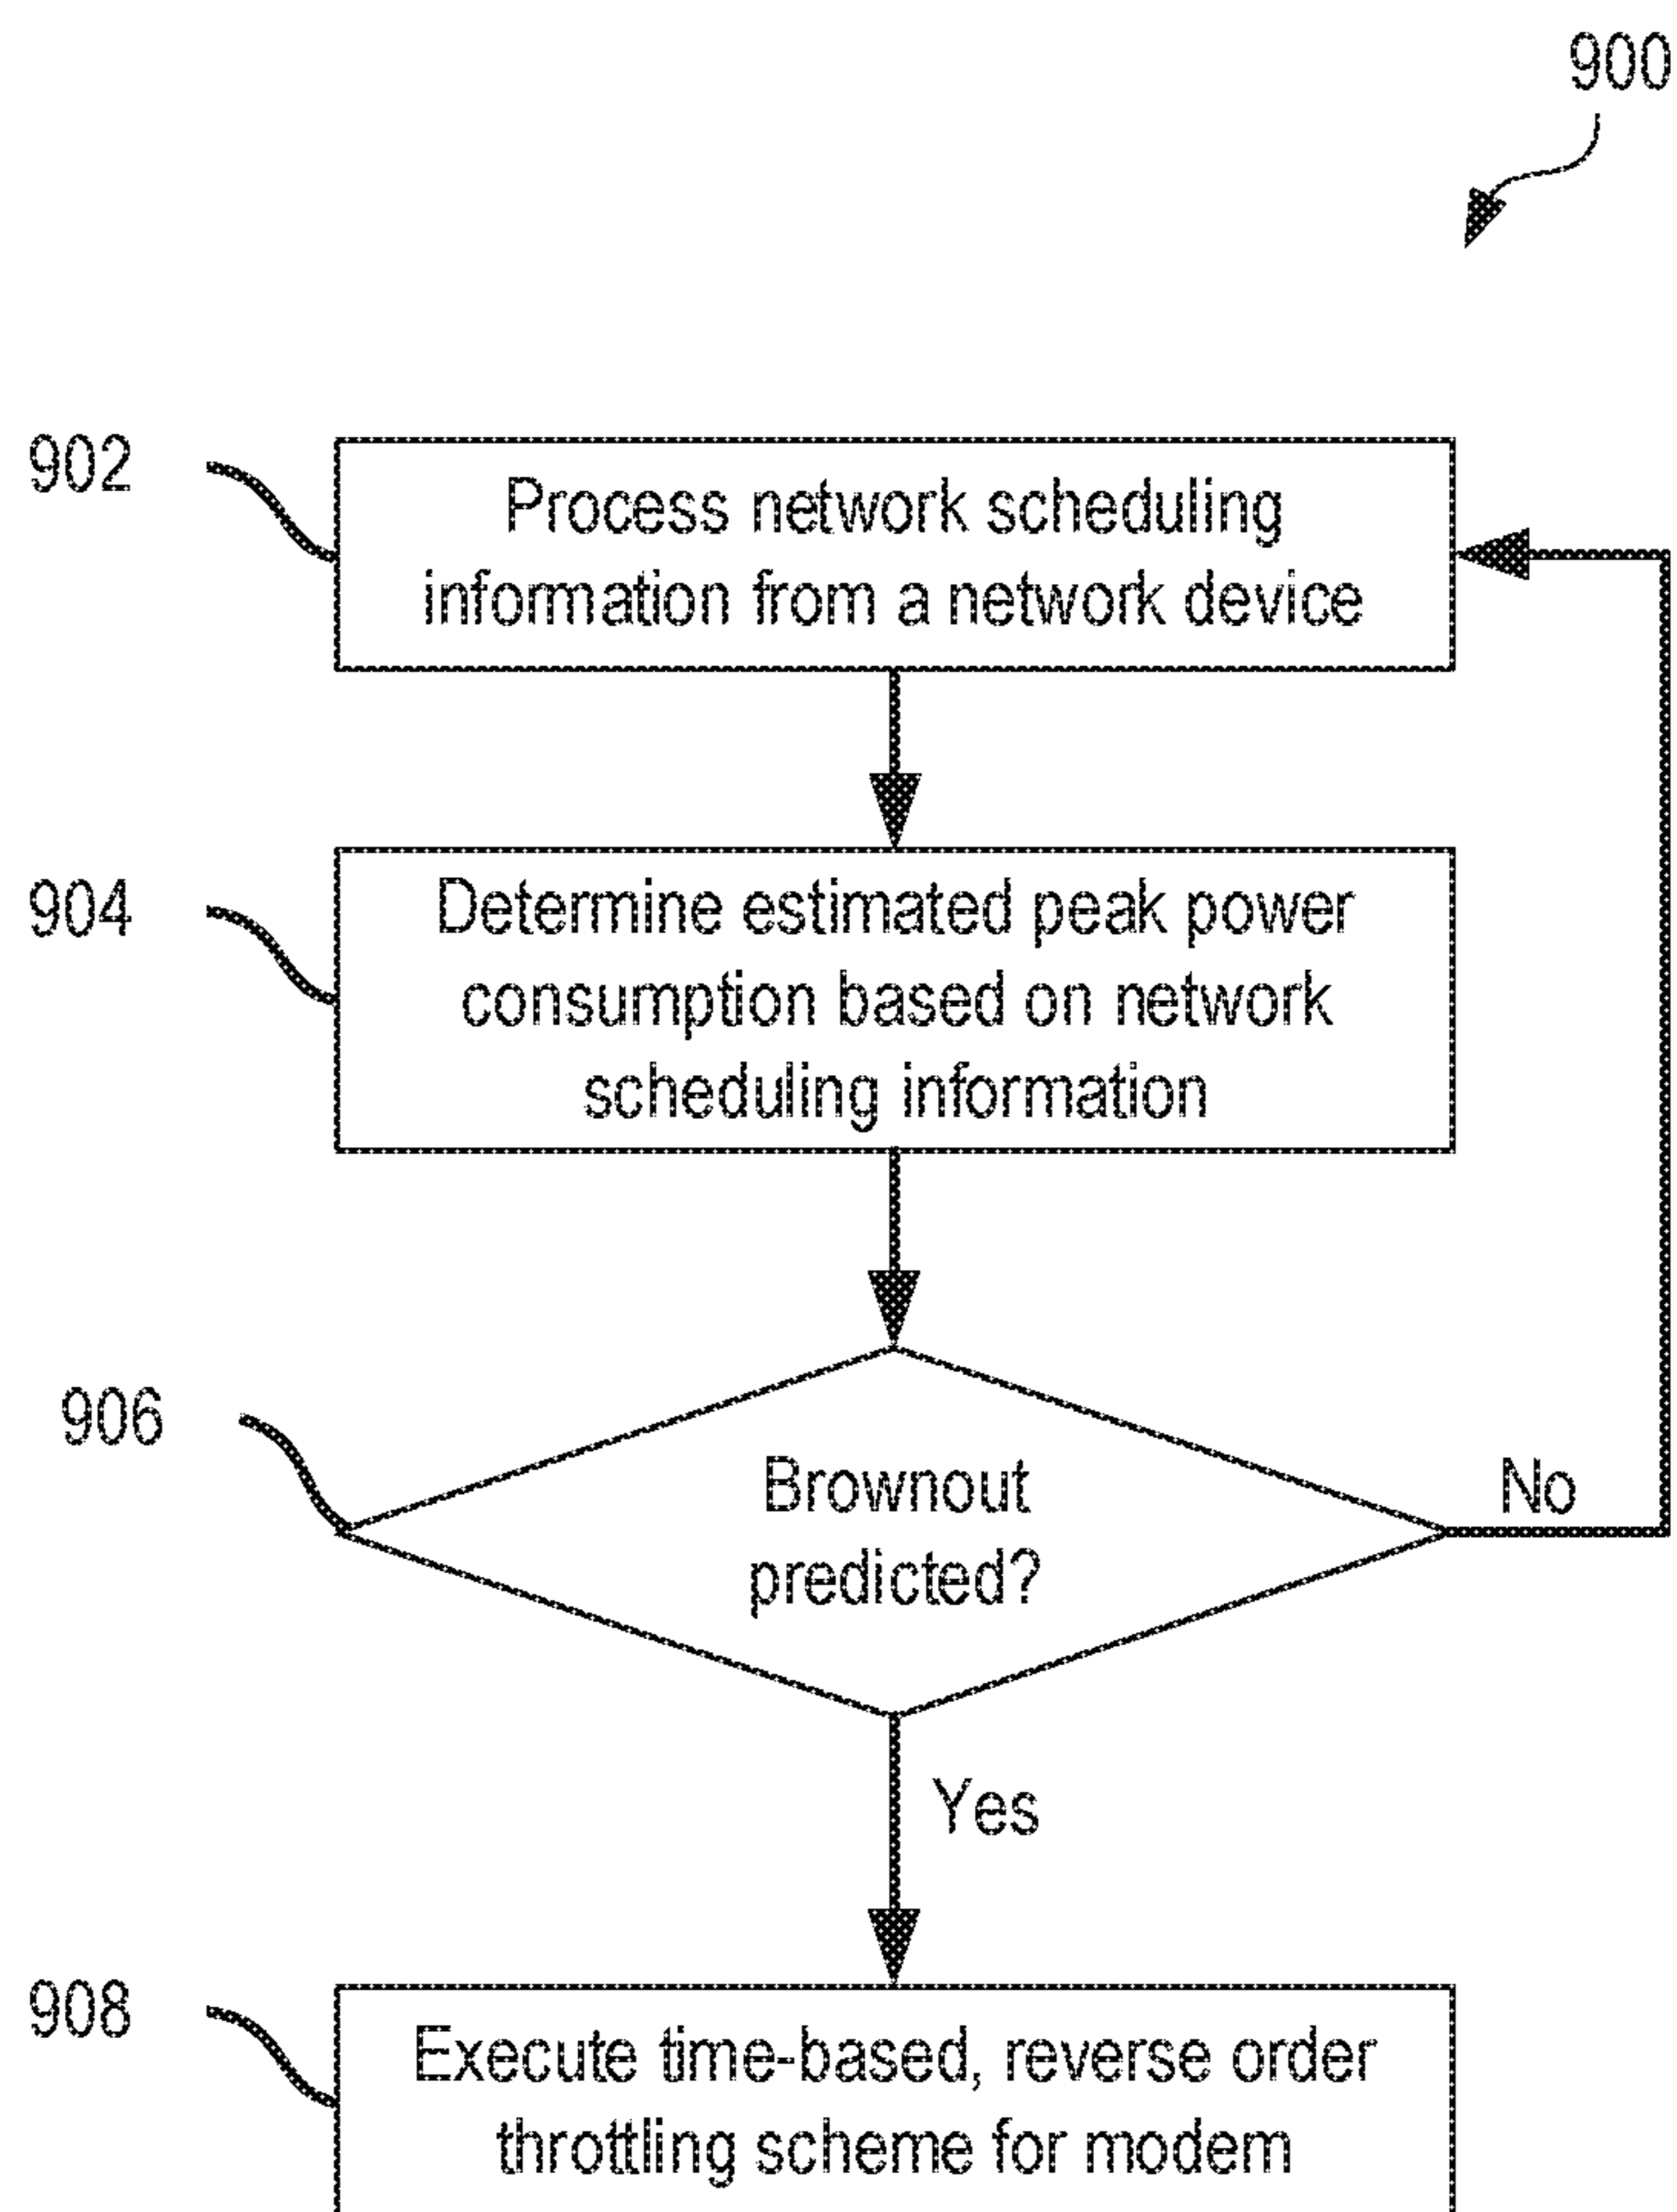 900
902
Process network scheduling
information from a network device
904
Determine estimated peak power
consumption based on network
scheduling information
906
Brownout
predicted?
No
Yes
908
Execute time-based, reverse order
throttling scheme for modem